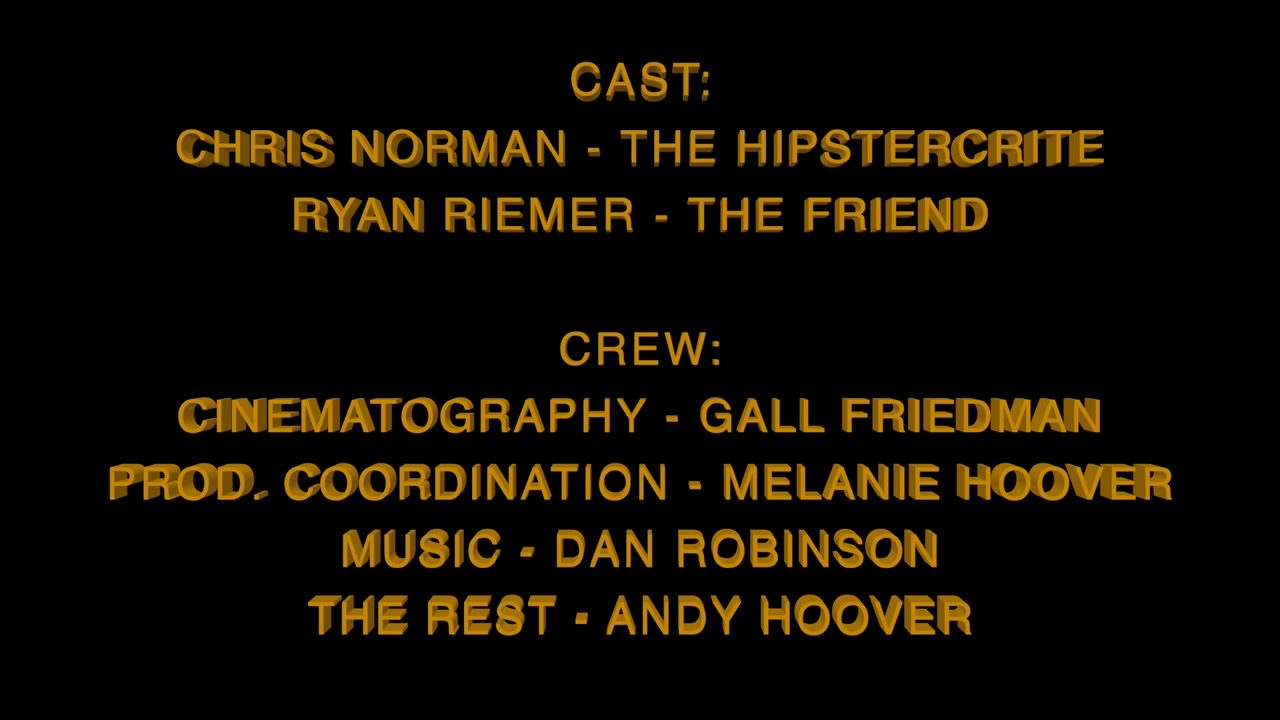 CAST:
CHRIS NORMAN - THE HIPSTERCRITE
RYAN RIEMER - THE FRIEND
CREW:
CINEMATOGRAPHY - GALL FRIEDMAN
PROD. COORDINATION - MELANIE HOOVER
MUSIC - DAN ROBINSON
THE REST - ANDY HOOVER